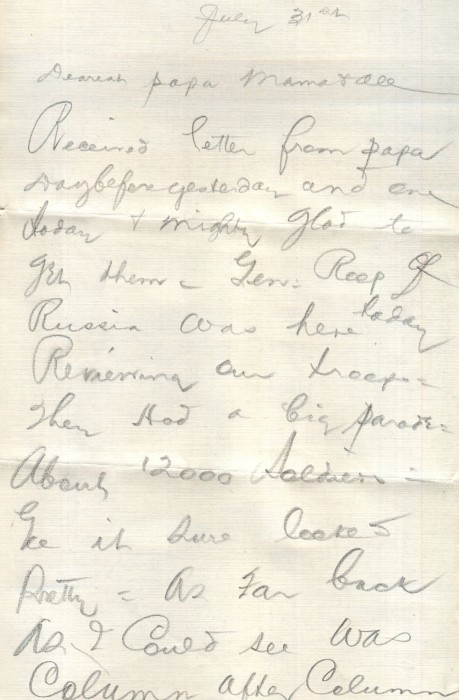 July 31st
Dearest papa Mama & all
Received letter from papa
day before yesterday and one
today & mighty glad to
get them - Gen. Roop of
Russia was here today
Reviewing our troops -
They Had a big parade -
About 12000 Soldiers -
Gee it sure looked
pretty - As Far back
As I Could see was
Column after Column